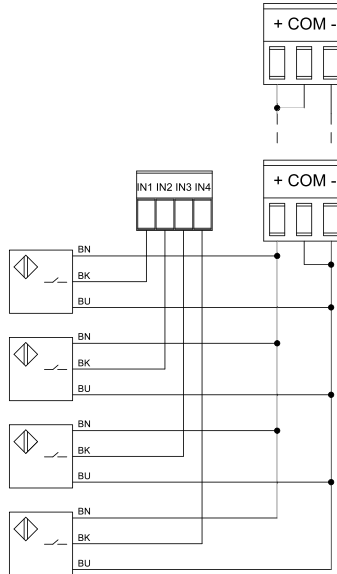 + COM -
+ COM -
IN1 IN2 IN3 IN4
BN
BK
BU
BN
BK
BU
BN
BK
BU
BN
BK
BU